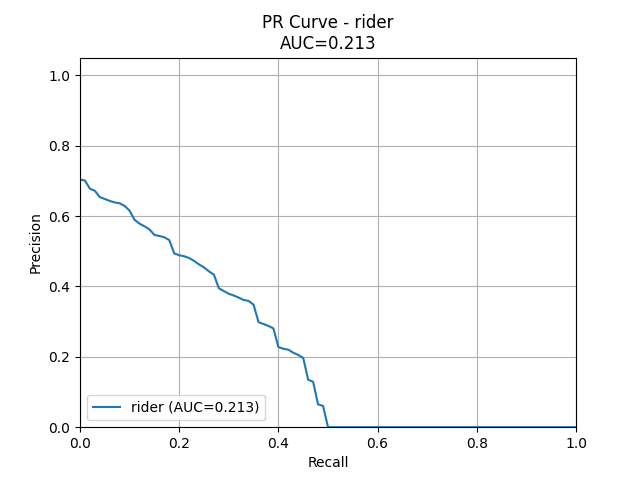 PR Curve - rider
AUC=0.213
Precision
1.0
0.8
0.6
0.4
0.2
0.0
rider (AUC=0.213)
0.0 0.2 0.4 0.6 0.8 1.0
Recall